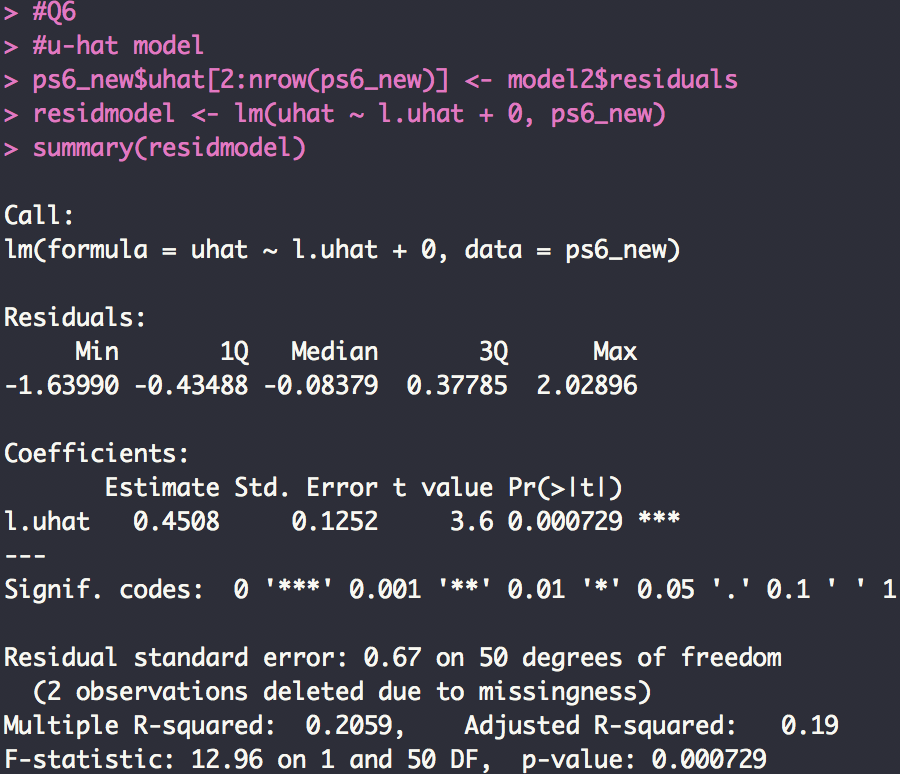 > #Q6
> #u-hat model
> ps6_new$uhat[2:nrow(ps6_new)] <- model2$residuals
> residmodel <- lm(uhat ~ l.uhat + 0, ps6_new)
> summary(residmodel)

Call:
lm(formula = uhat ~ l.uhat + 0, data = ps6_new)

Residuals:
     Min       1Q   Median       3Q      Max
-1.63990 -0.43488 -0.08379  0.37785  2.02896

Coefficients:
       Estimate Std. Error t value Pr(>|t|)
l.uhat   0.4508     0.1252     3.6 0.000729 ***
---
Signif. codes:  0 '***' 0.001 '**' 0.01 '*' 0.05 '.' 0.1 ' ' 1

Residual standard error: 0.67 on 50 degrees of freedom
  (2 observations deleted due to missingness)
Multiple R-squared:  0.2059,    Adjusted R-squared:   0.19
F-statistic: 12.96 on 1 and 50 DF,  p-value: 0.000729